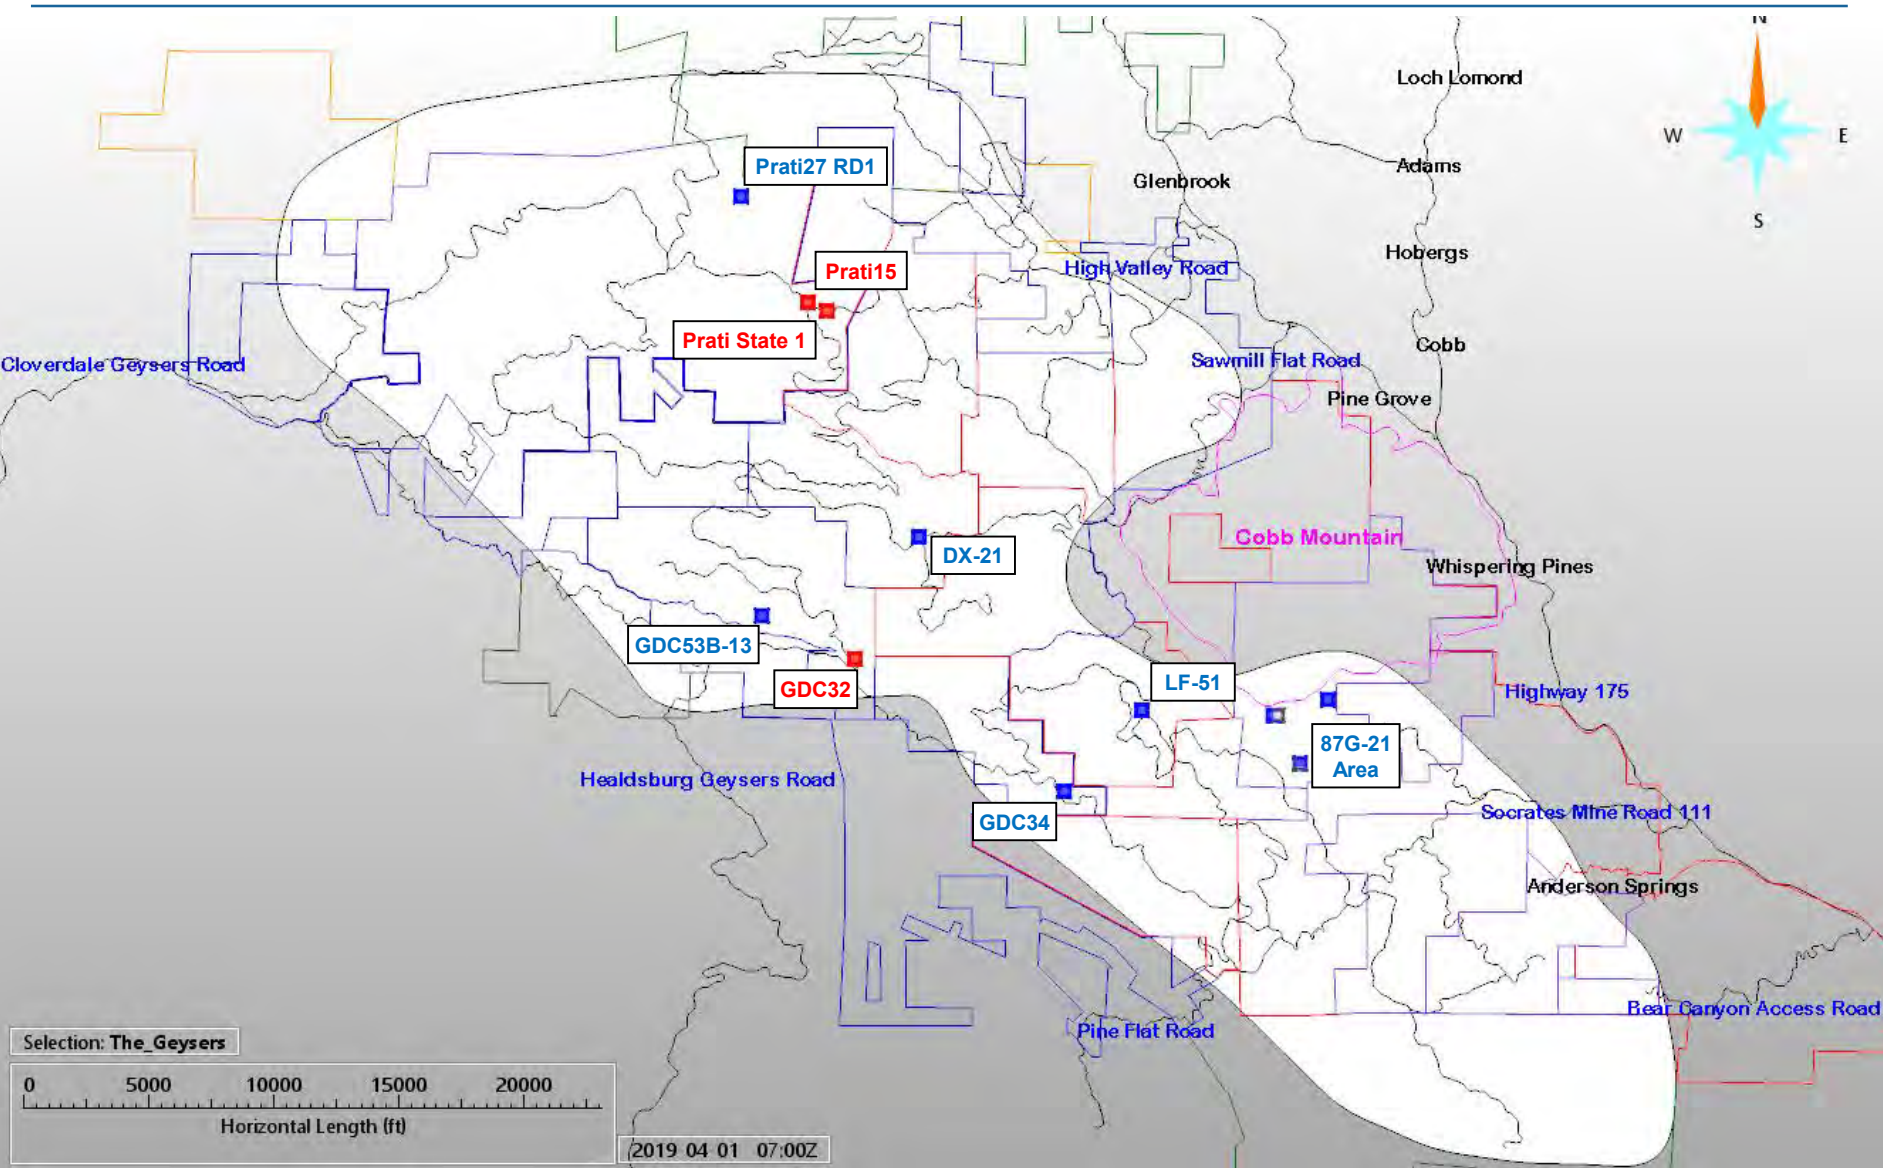 N
Loch Lomond
W
E
Prati27 RD1
Adams
Glenbrook
S
Hobergs
Prati15
High Valley Road
Prati State 1
Cobb
Cloverdale Geysers Road
Sawmill Flat Road
Pine Grove
Cobb Mountain
DX-21
Whispering Pines
GDC53B-13
LF-51
GDC32
Highway 175
87G-21
Area
Healdsburg Geysers Road
Socrates Mine Road 111
GDC34
Anderson Springs
Bear Canyon Access Road
Pine Flat Road
Selection: The_Geysers
0 5000 10000 15000 20000
Horizontal Length (ft)
2019 04 01 07:00Z